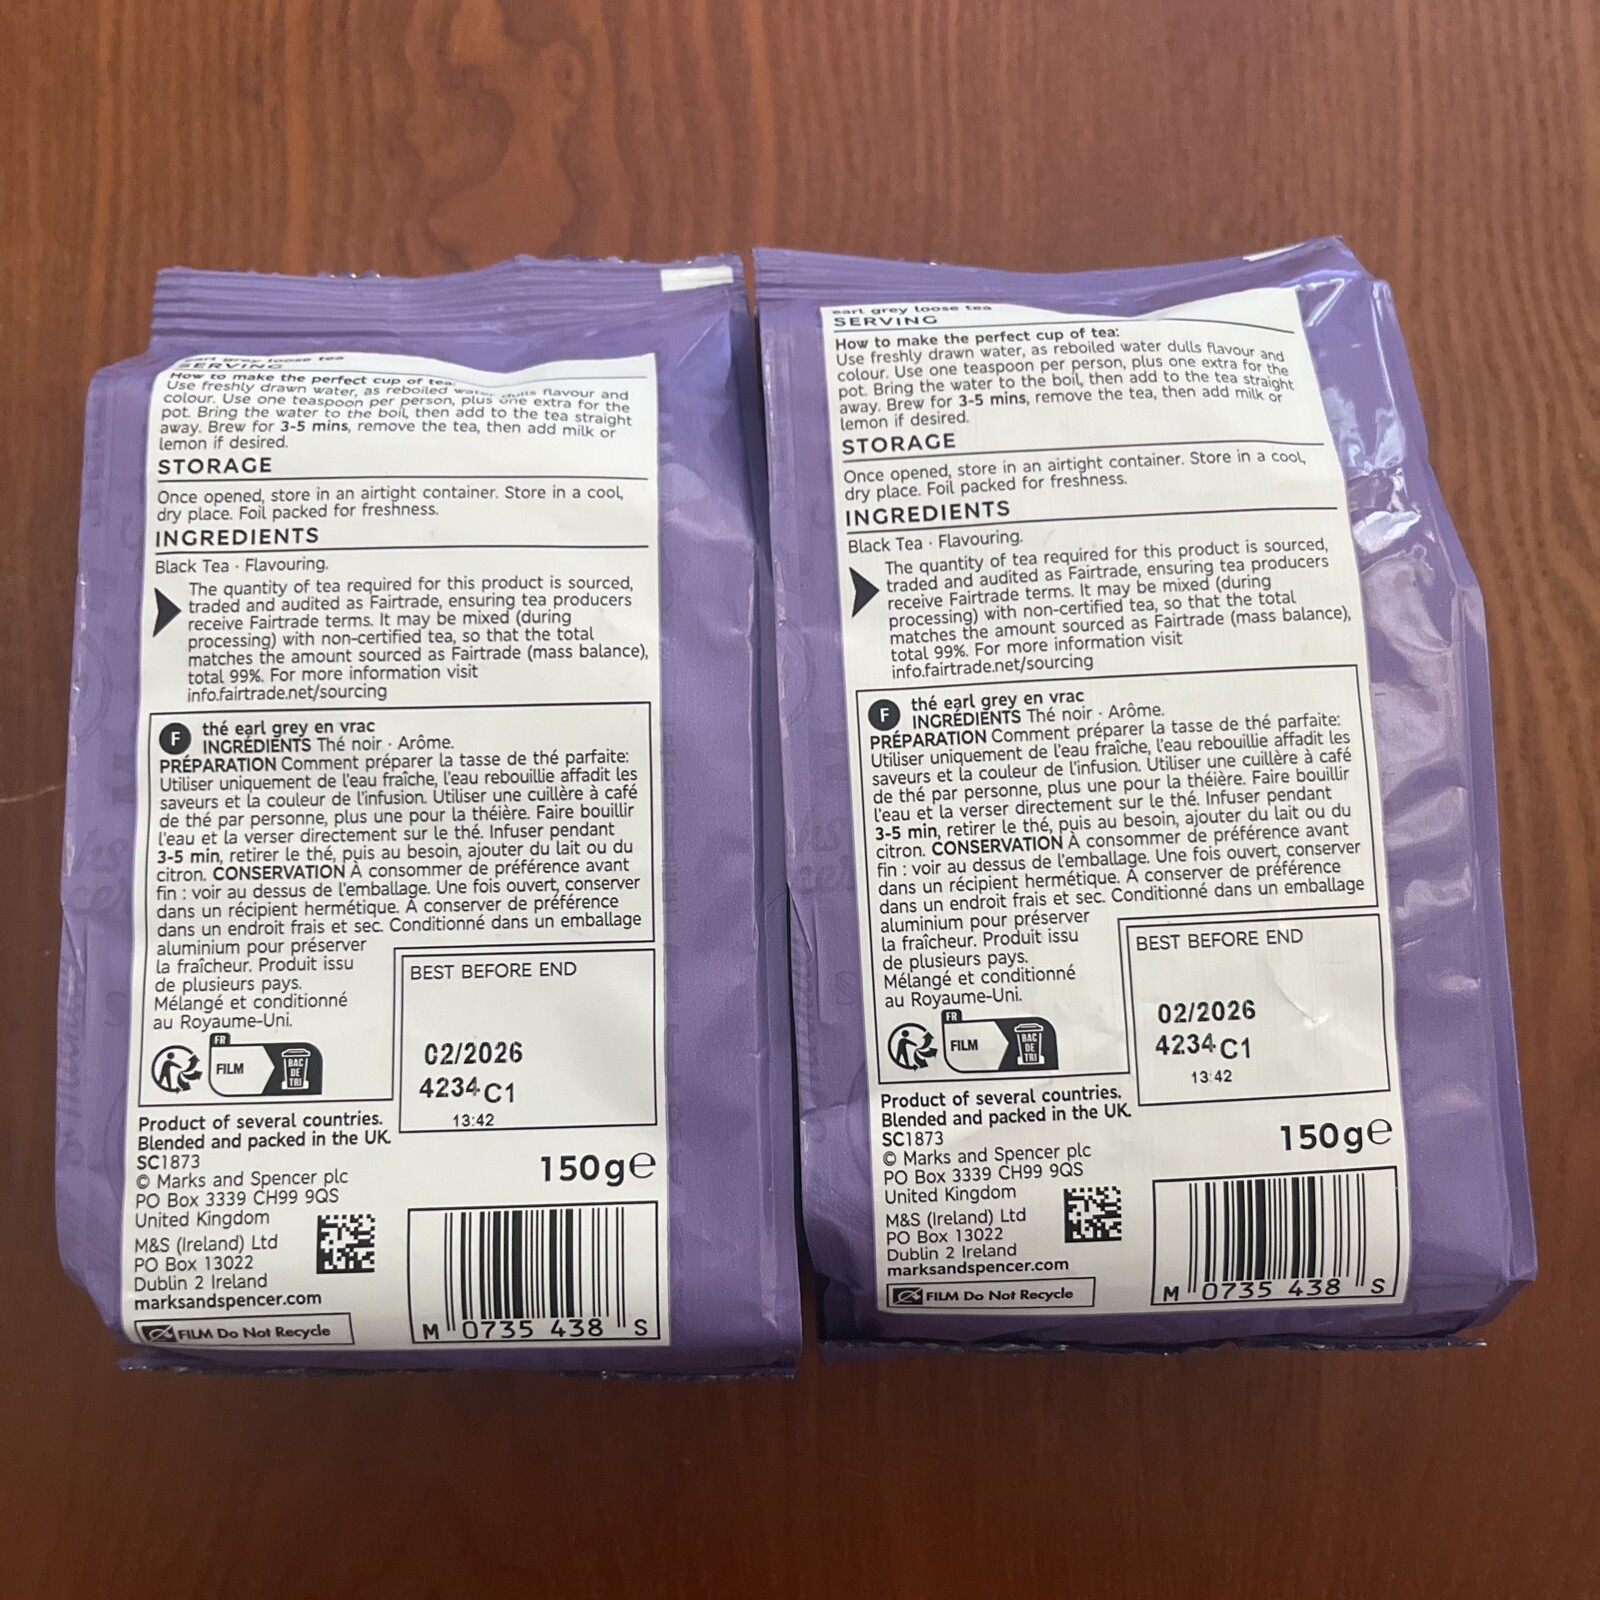 earl grey loose tea
SERVING
How to make the perfect cup of tea:
Use freshly drawn water, as reboiled water dulls flavour and
colour. Use one teaspoon per person, plus one extra for the
pot. Bring the water to the boil, then add to the tea straight
away. Brew for 3-5 mins, remove the tea, then add milk or
lemon if desired.
STORAGE
Once opened, store in an airtight container. Store in a cool,
dry place. Foil packed for freshness.
INGREDIENTS
Black Tea · Flavouring.
The quantity of tea required for this product is sourced,
traded and audited as Fairtrade, ensuring tea producers
receive Fairtrade terms. It may be mixed (during
processing) with non-certified tea, so that the total
matches the amount sourced as Fairtrade (mass balance),
total 99%. For more information visit
info.fairtrade.net/sourcing
F thé earl grey en vrac
INGRÉDIENTS Thé noir · Arôme.
PRÉPARATION Comment préparer la tasse de thé parfaite:
Utiliser uniquement de l'eau fraîche, l'eau rebouillie affadit les
saveurs et la couleur de l'infusion. Utiliser une cuillère à café
de thé par personne, plus une pour la théière. Faire bouillir
l'eau et la verser directement sur le thé. Infuser pendant
3-5 min, retirer le thé, puis au besoin, ajouter du lait ou du
citron. CONSERVATION À consommer de préférence avant
fin : voir au dessus de l'emballage. Une fois ouvert, conserver
dans un récipient hermétique. À conserver de préférence
dans un endroit frais et sec. Conditionné dans un emballage
aluminium pour préserver
la fraîcheur. Produit issu
de plusieurs pays.
Mélangé et conditionné
au Royaume-Uni.
FR
FILM
BAC
DE
TRI
BEST BEFORE END
02/2026
4234 C1
13:42
Product of several countries.
Blended and packed in the UK.
SC1873
© Marks and Spencer plc
PO Box 3339 CH99 9QS
United Kingdom
M&S (Ireland) Ltd
PO Box 13022
Dublin 2 Ireland
marksandspencer.com
FILM Do Not Recycle
150g℮
M 0735 438 S
earl grey loose tea
SERVING
How to make the perfect cup of tea:
Use freshly drawn water, as reboiled water dulls flavour and
colour. Use one teaspoon per person, plus one extra for the
pot. Bring the water to the boil, then add to the tea straight
away. Brew for 3-5 mins, remove the tea, then add milk or
lemon if desired.
STORAGE
Once opened, store in an airtight container. Store in a cool,
dry place. Foil packed for freshness.
INGREDIENTS
Black Tea · Flavouring.
The quantity of tea required for this product is sourced,
traded and audited as Fairtrade, ensuring tea producers
receive Fairtrade terms. It may be mixed (during
processing) with non-certified tea, so that the total
matches the amount sourced as Fairtrade (mass balance),
total 99%. For more information visit
info.fairtrade.net/sourcing
F thé earl grey en vrac
INGRÉDIENTS Thé noir · Arôme.
PRÉPARATION Comment préparer la tasse de thé parfaite:
Utiliser uniquement de l'eau fraîche, l'eau rebouillie affadit les
saveurs et la couleur de l'infusion. Utiliser une cuillère à café
de thé par personne, plus une pour la théière. Faire bouillir
l'eau et la verser directement sur le thé. Infuser pendant
3-5 min, retirer le thé, puis au besoin, ajouter du lait ou du
citron. CONSERVATION À consommer de préférence avant
fin : voir au dessus de l'emballage. Une fois ouvert, conserver
dans un récipient hermétique. À conserver de préférence
dans un endroit frais et sec. Conditionné dans un emballage
aluminium pour préserver
la fraîcheur. Produit issu
de plusieurs pays.
Mélangé et conditionné
au Royaume-Uni.
FR
FILM
BAC
DE
TRI
BEST BEFORE END
02/2026
4234 C1
13:42
Product of several countries.
Blended and packed in the UK.
SC1873
© Marks and Spencer plc
PO Box 3339 CH99 9QS
United Kingdom
M&S (Ireland) Ltd
PO Box 13022
Dublin 2 Ireland
marksandspencer.com
FILM Do Not Recycle
150g℮
M 0735 438 S